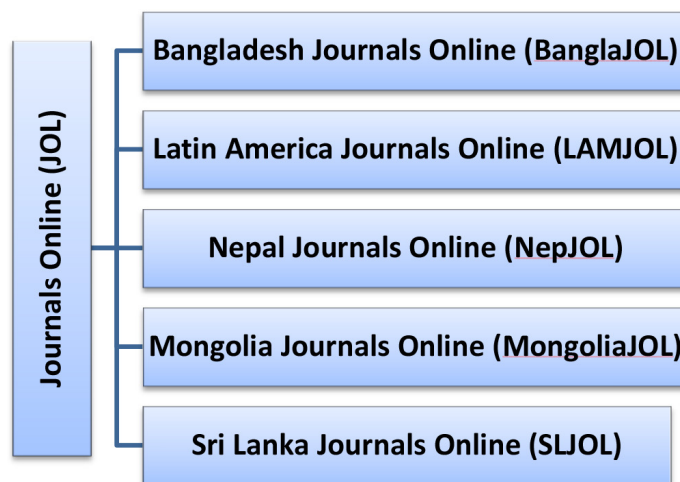 Journals Online (JOL)
Bangladesh Journals Online (BanglaJOL)
Latin America Journals Online (LAMJOL)
Nepal Journals Online (NepJOL)
Mongolia Journals Online (MongoliaJOL)
Sri Lanka Journals Online (SLJOL)